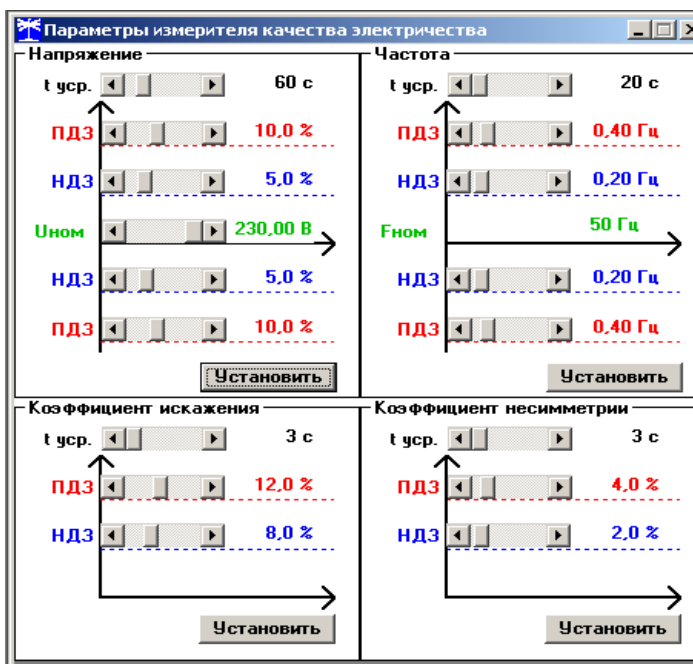 Параметры измерителя качества электричества
Напряжение
t уср. 60 с
ПДЗ 10,0 %
НДЗ 5,0 %
Uном 230,00 В
НДЗ 5,0 %
ПДЗ 10,0 %
Установить
Частота
t уср. 20 с
ПДЗ 0,40 Гц
НДЗ 0,20 Гц
Fном 50 Гц
НДЗ 0,20 Гц
ПДЗ 0,40 Гц
Установить
Коэффициент искажения
t уср. 3 с
ПДЗ 12,0 %
НДЗ 8,0 %
Установить
Коэффициент несимметрии
t уср. 3 с
ПДЗ 4,0 %
НДЗ 2,0 %
Установить